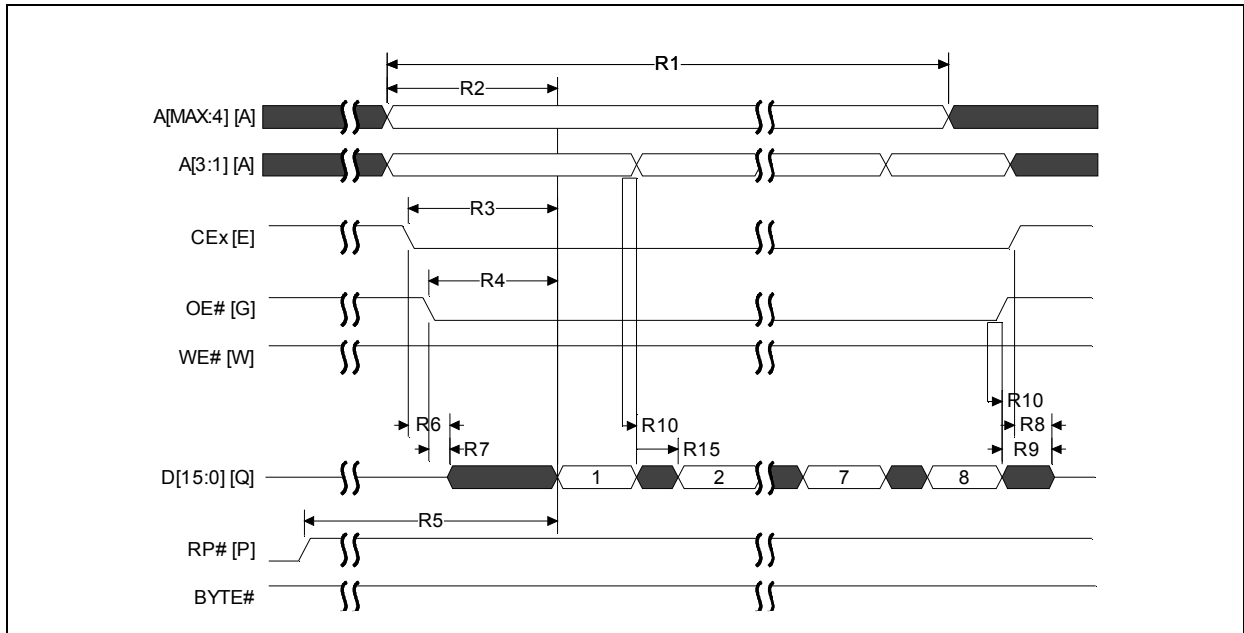 R1
R2
A[MAX:4] [A]
A[3:1] [A]
R3
CEx [E]
R4
OE# [G]
WE# [W]
R10
R6 R10 R8
R7 R15 R9
D[15:0] [Q] 1 2 7 8
R5
RP# [P]
BYTE#